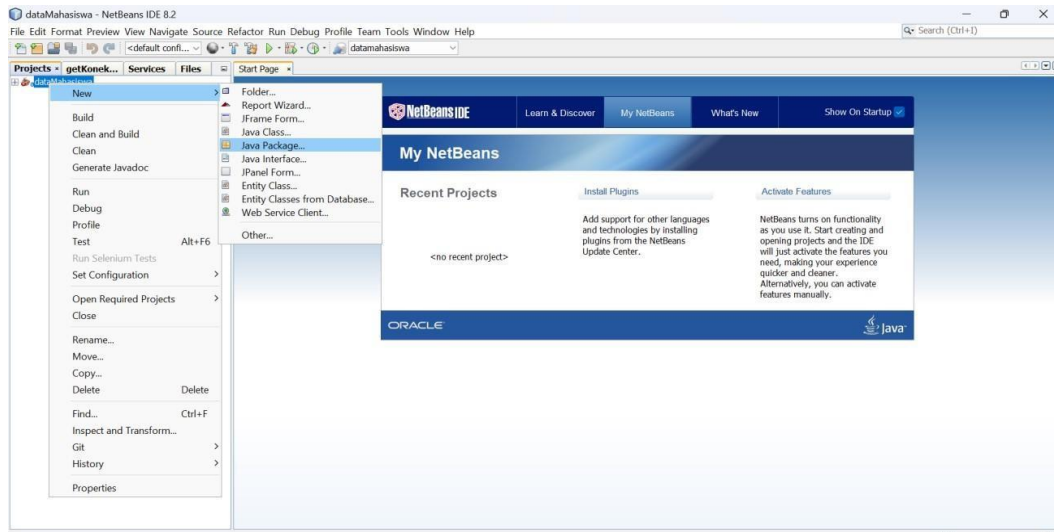 dataMahasiswa - NetBeans IDE 8.2
File Edit Format Preview View Navigate Source Refactor Run Debug Profile Team Tools Window Help
Search (Ctrl+I)
<default confi...
datamahasiswa
Projects
getKonek...
Services
Files
Start Page
dataMahasiswa
New
Build
Clean and Build
Clean
Generate Javadoc
Run
Debug
Profile
Test Alt+F6
Run Selenium Tests
Set Configuration
Open Required Projects
Close
Rename...
Move...
Copy...
Delete Delete
Find... Ctrl+F
Inspect and Transform...
Git
History
Properties
Folder...
Report Wizard...
JFrame Form...
Java Class...
Java Package...
Java Interface...
JPanel Form...
Entity Class...
Entity Classes from Database...
Web Service Client...
Other...
NetBeans IDE
Learn & Discover
My NetBeans
What's New
Show On Startup
My NetBeans
Recent Projects
<no recent project>
Install Plugins
Add support for other languages
and technologies by installing
plugins from the NetBeans
Update Center.
Activate Features
NetBeans turns on functionality
as you use it. Start creating and
opening projects and the IDE
will just activate the features you
need, making your experience
quicker and cleaner.
Alternatively, you can activate
features manually.
ORACLE
Java